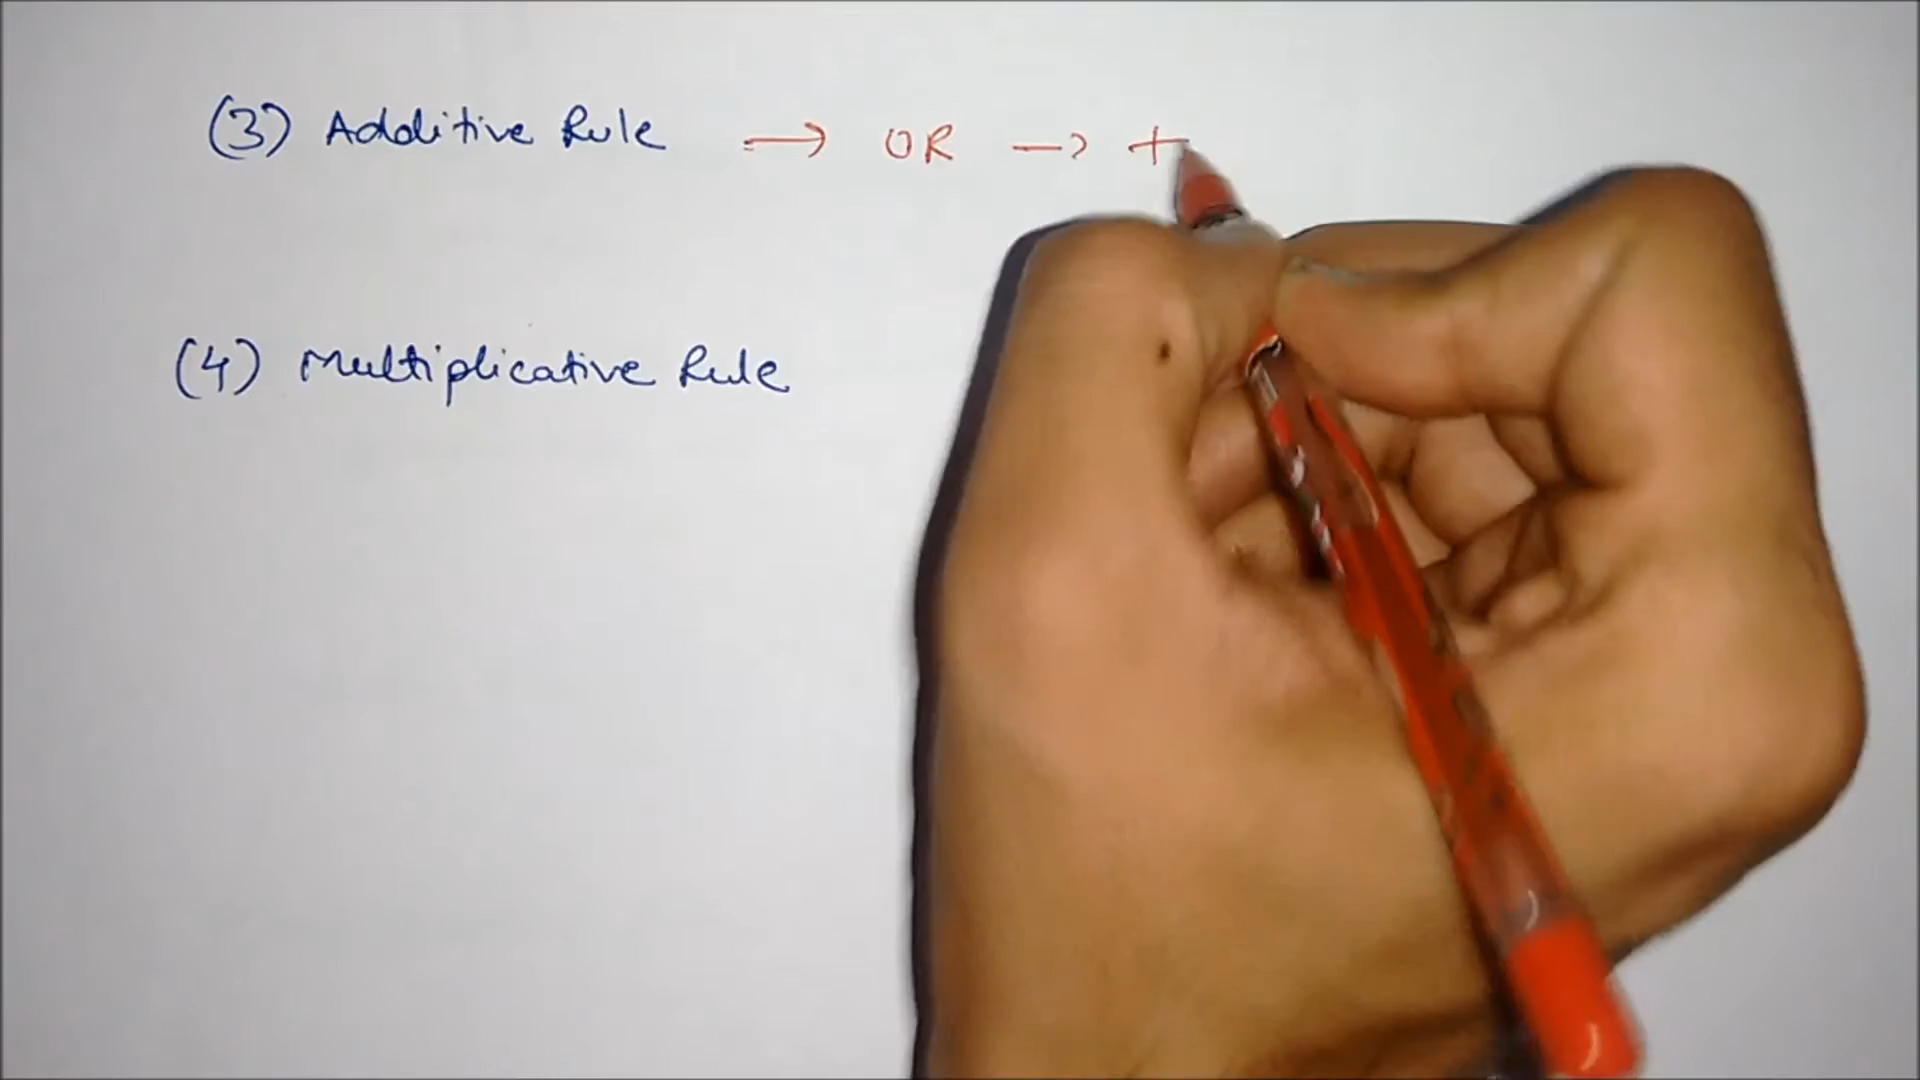 (3) Additive Rule → OR → +
(4) Multiplicative Rule